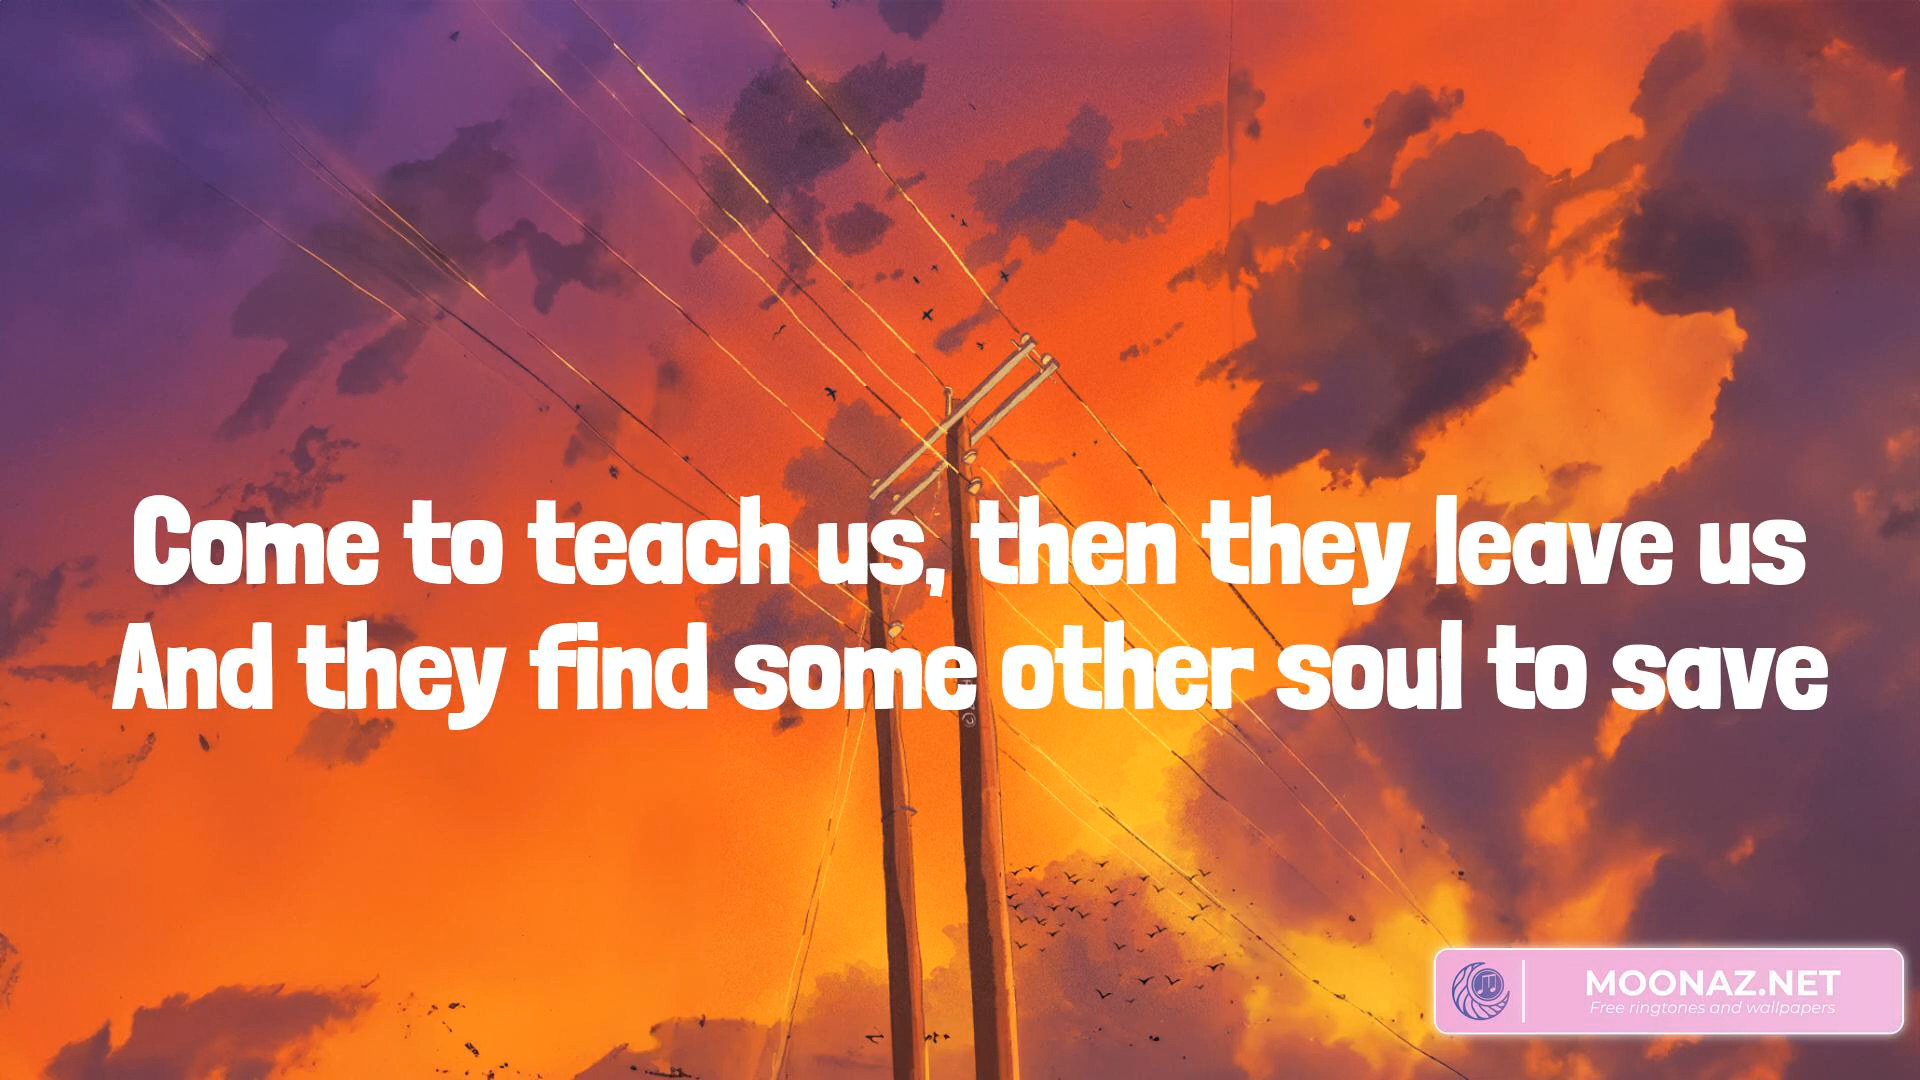 Come to teach us, then they leave us
And they find some other soul to save
MOONAZ.NET
Free ringtones and wallpapers